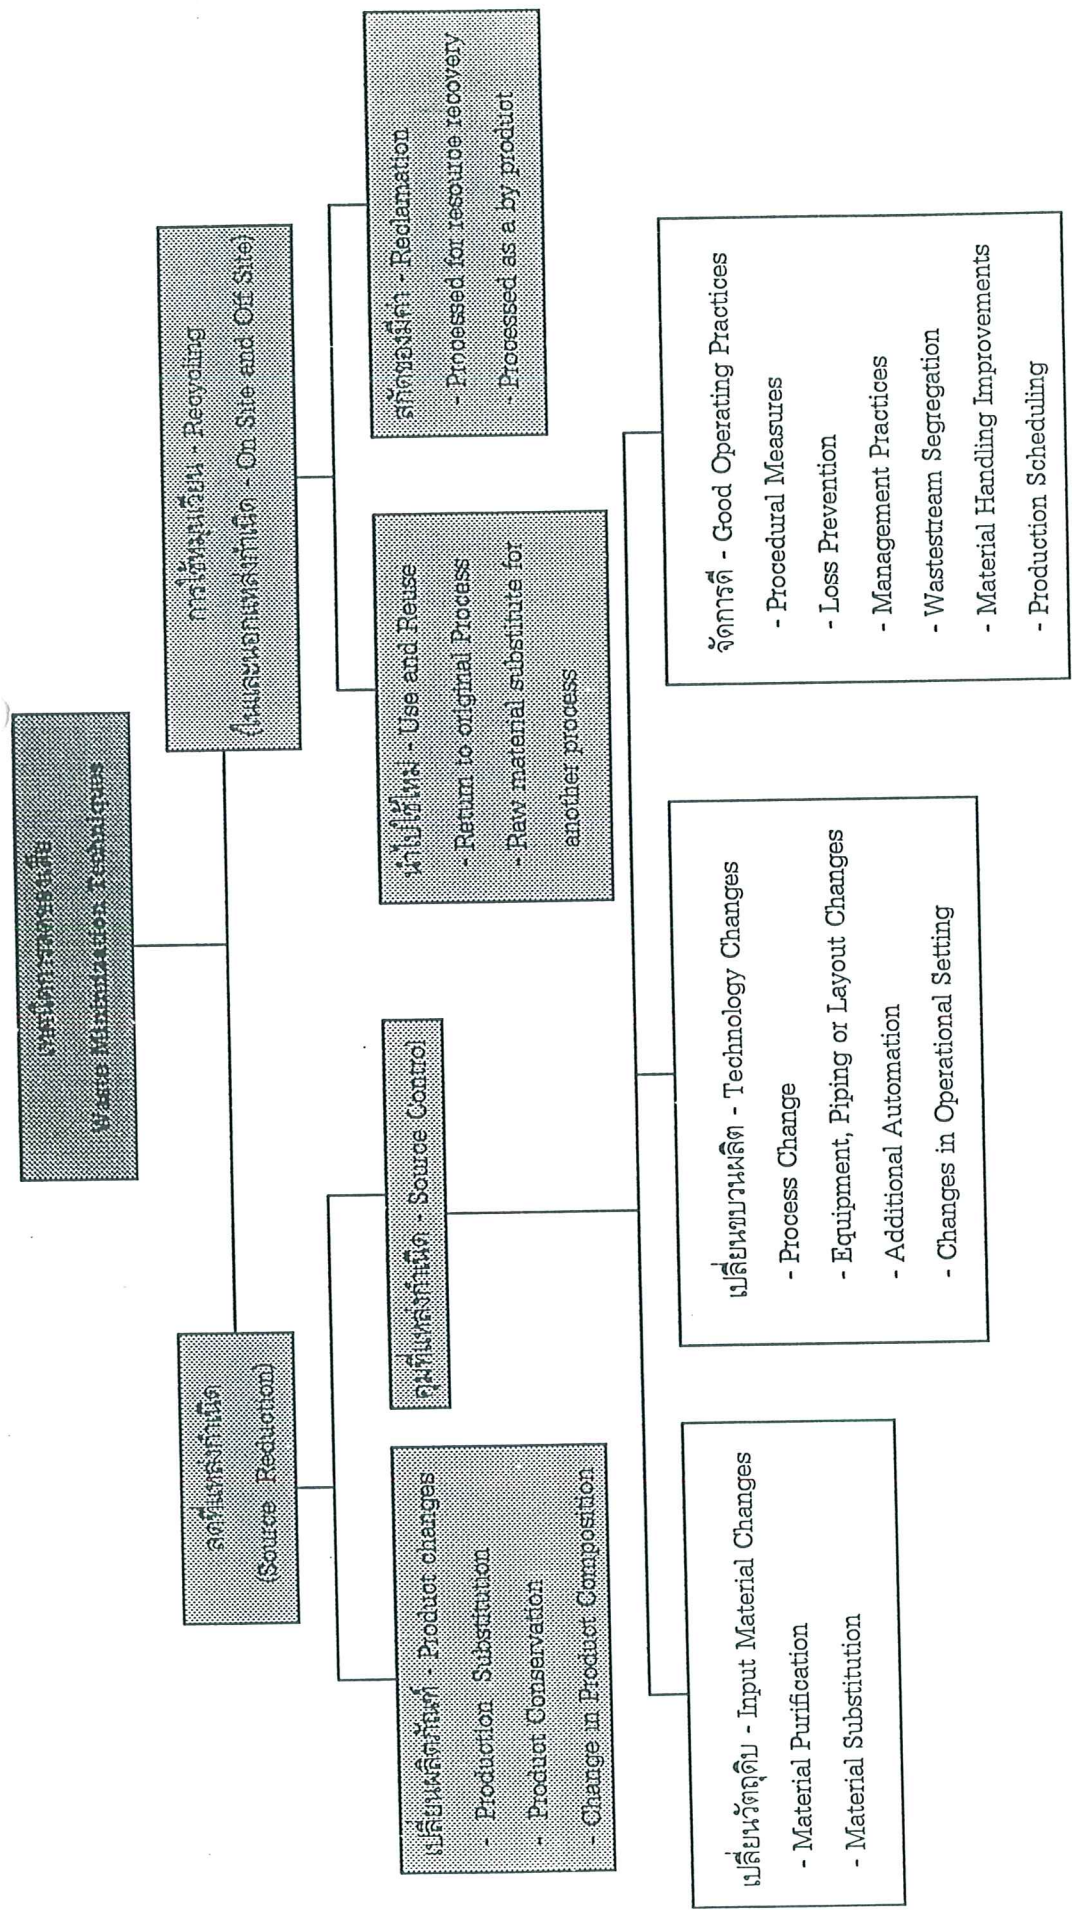 เทคนิคการลดของเสีย
Waste Minimization Techniques
ลดที่แหล่งกำเนิด
(Source Reduction)
การใช้หมุนเวียน - Recycling
(ในและนอกแหล่งกำเนิด - On Site and Off Site)
เปลี่ยนผลิตภัณฑ์ - Product changes
- Production Substitution
- Product Conservation
- Change in Product Composition
คุมที่แหล่งกำเนิด - Source Control
นำไปใช้ใหม่ - Use and Reuse
- Return to original Process
- Raw material substitute for
another process
สกัดของมีค่า - Reclamation
- Processed for resource recovery
- Processed as a by product
เปลี่ยนวัตถุดิบ - Input Material Changes
- Material Purification
- Material Substitution
เปลี่ยนขบวนผลิต - Technology Changes
- Process Change
- Equipment, Piping or Layout Changes
- Additional Automation
- Changes in Operational Setting
จัดการดี - Good Operating Practices
- Procedural Measures
- Loss Prevention
- Management Practices
- Wastestream Segregation
- Material Handling Improvements
- Production Scheduling